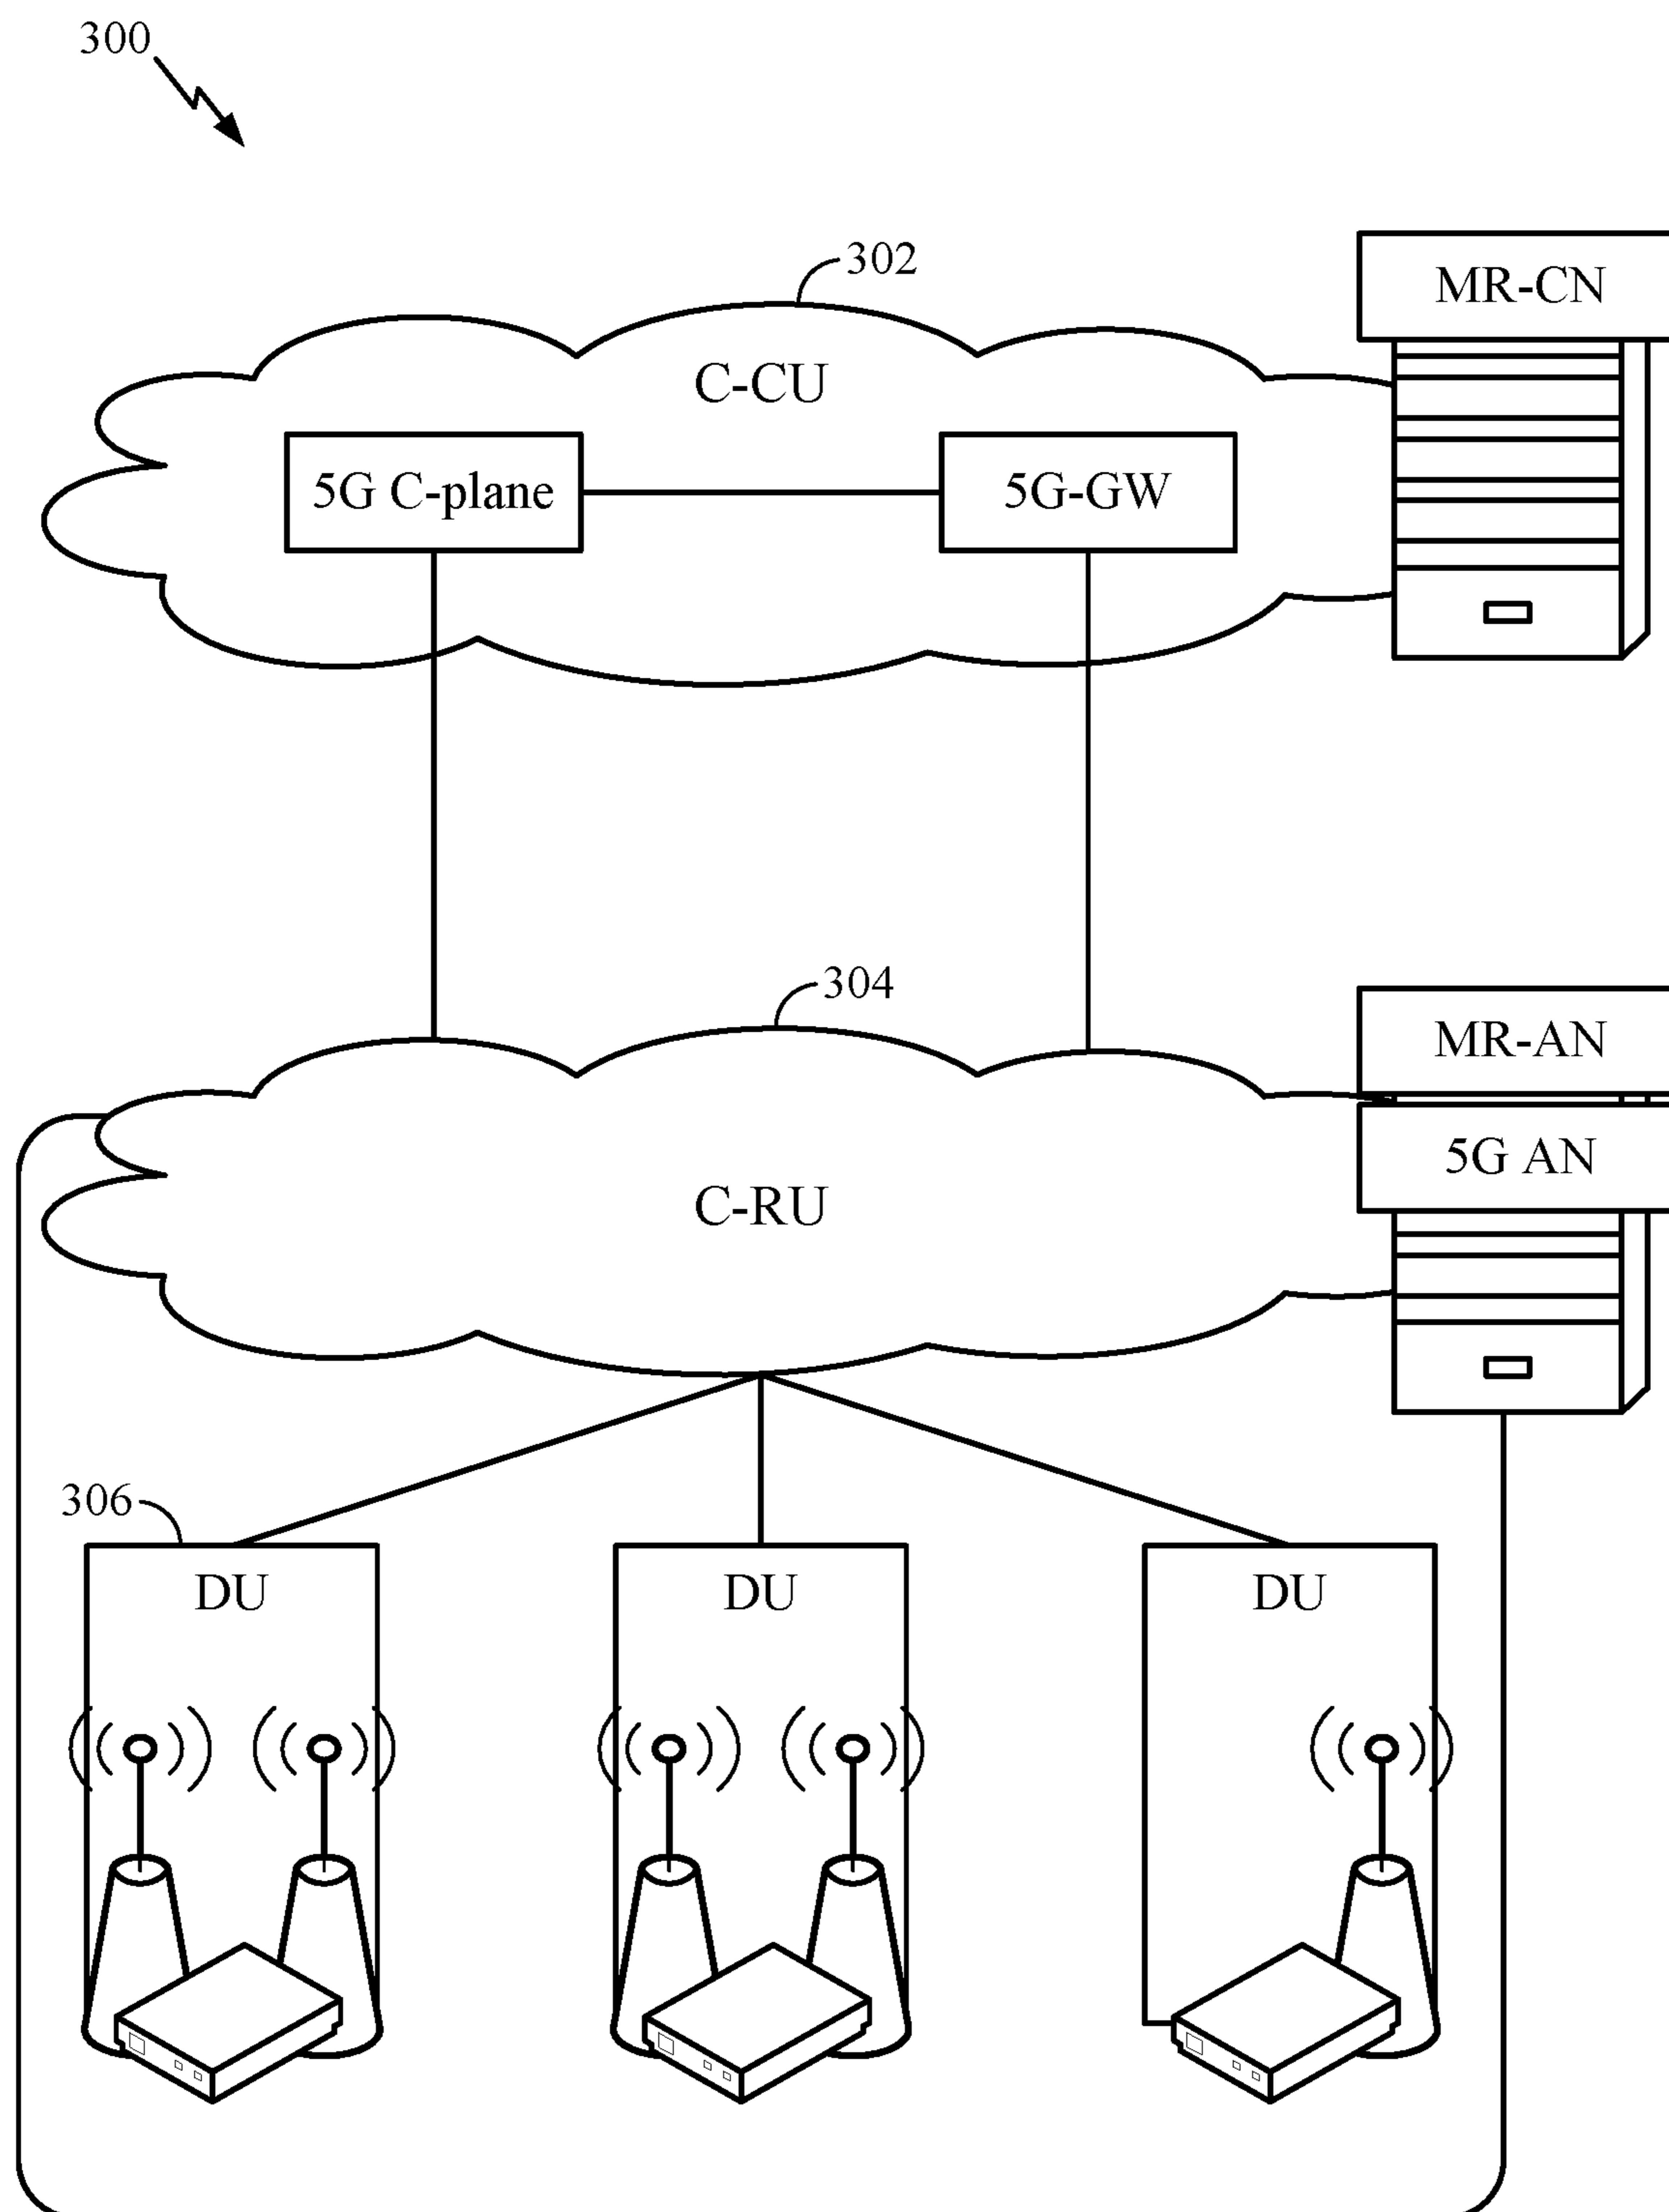 300
302
MR-CN
C-CU
5G C-plane
5G-GW
304
MR-AN
5G AN
C-RU
306
DU
DU
DU